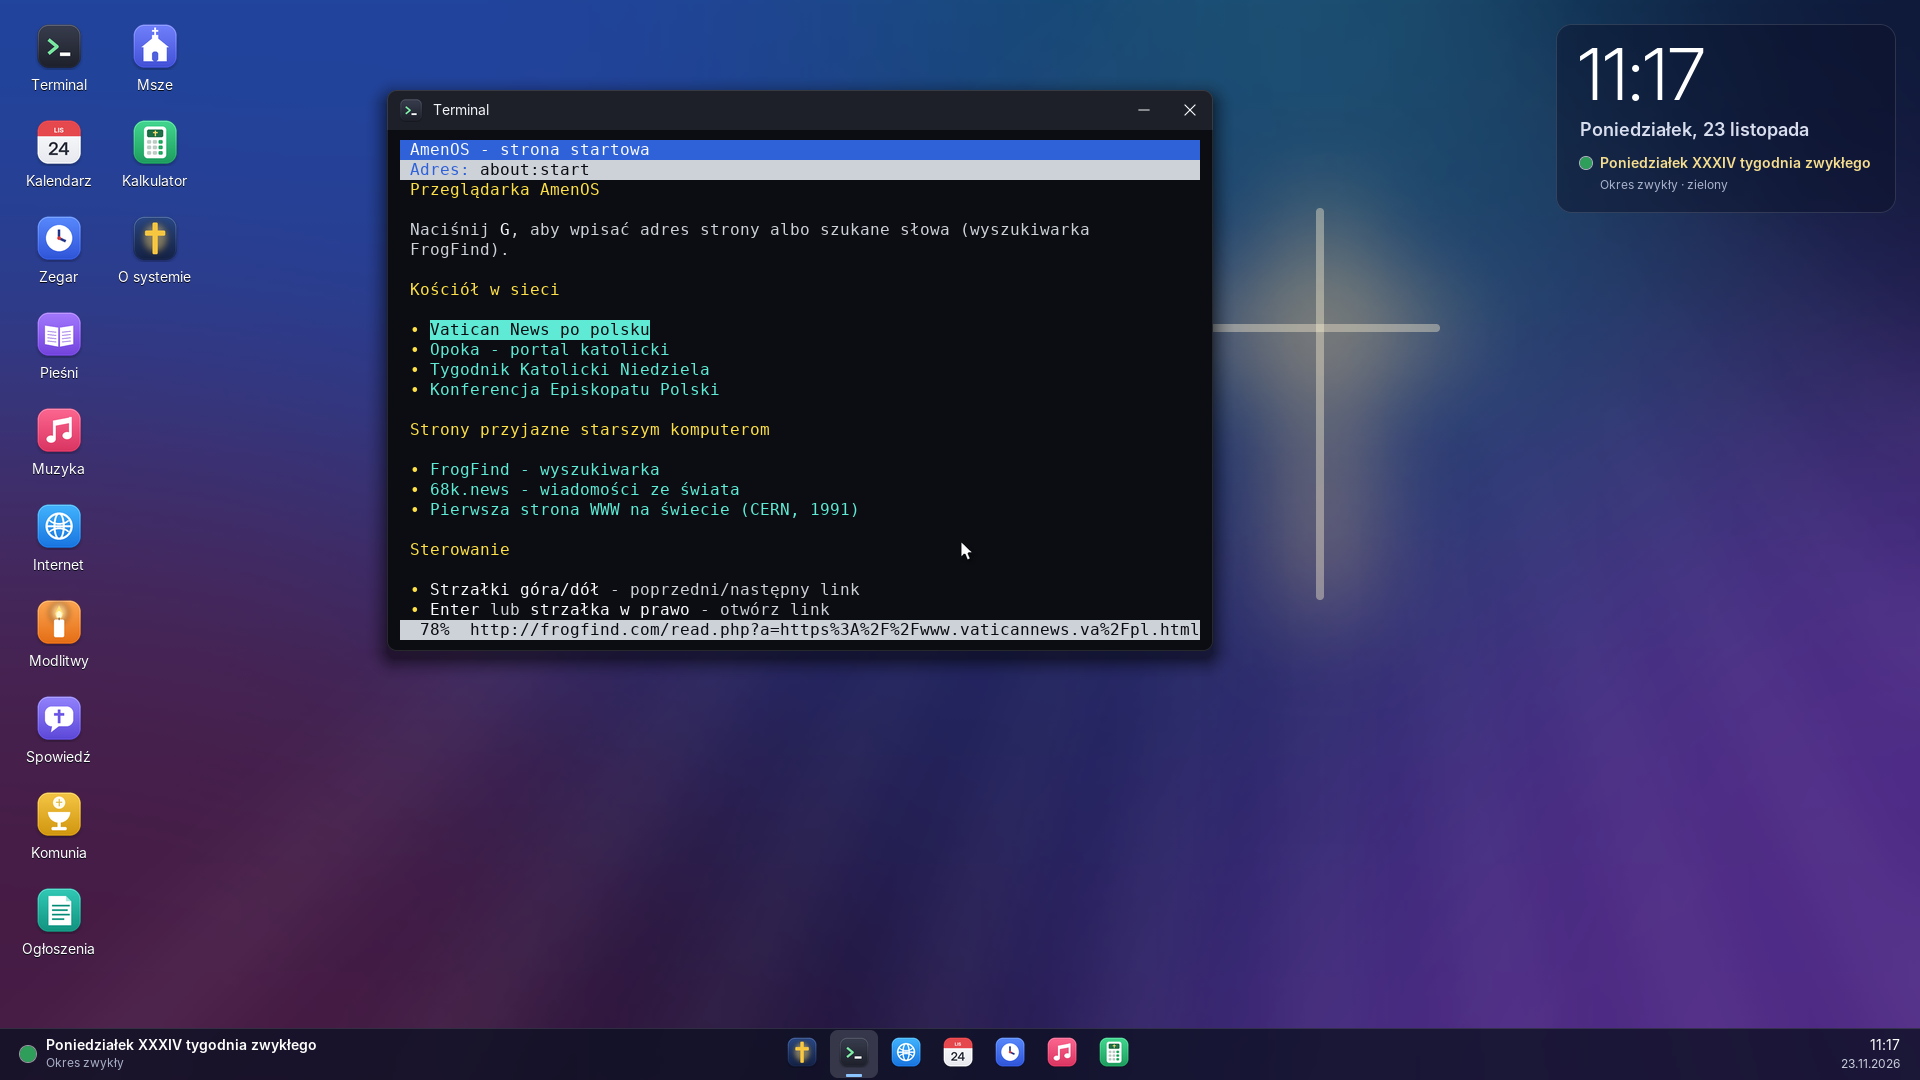 Terminal
Msze
LIS
24
Kalendarz
Kalkulator
Zegar
O systemie
Pieśni
Muzyka
Internet
Modlitwy
Spowiedź
Komunia
Ogłoszenia
Terminal
AmenOS - strona startowa
Adres: about:start
Przeglądarka AmenOS
Naciśnij G, aby wpisać adres strony albo szukane słowa (wyszukiwarka
FrogFind).
Kościół w sieci
• Vatican News po polsku
• Opoka - portal katolicki
• Tygodnik Katolicki Niedziela
• Konferencja Episkopatu Polski
Strony przyjazne starszym komputerom
• FrogFind - wyszukiwarka
• 68k.news - wiadomości ze świata
• Pierwsza strona WWW na świecie (CERN, 1991)
Sterowanie
• Strzałki góra/dół - poprzedni/następny link
• Enter lub strzałka w prawo - otwórz link
78% http://frogfind.com/read.php?a=https%3A%2F%2Fwww.vaticannews.va%2Fpl.html
11:17
Poniedziałek, 23 listopada
Poniedziałek XXXIV tygodnia zwykłego
Okres zwykły · zielony
Poniedziałek XXXIV tygodnia zwykłego
Okres zwykły
LIS
24
11:17
23.11.2026